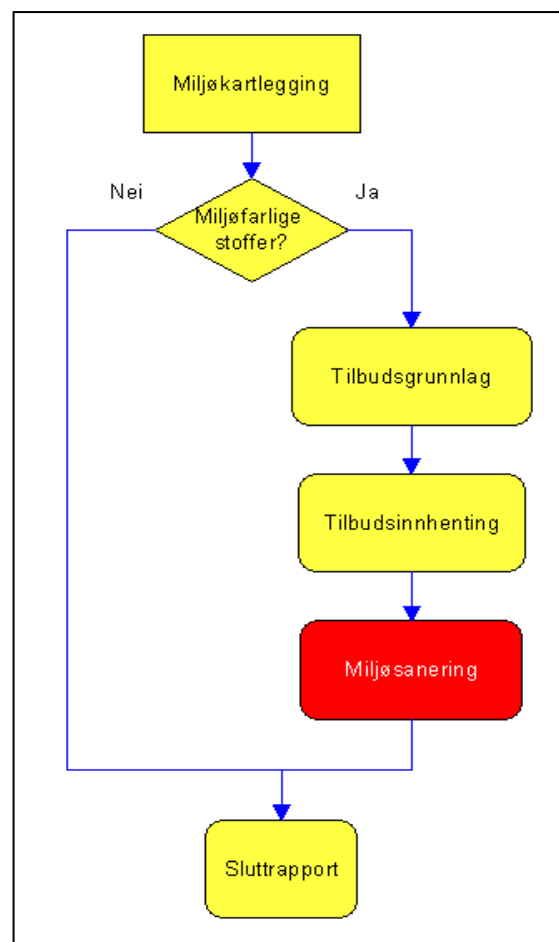 Miljøkartlegging
Nei
Ja
Miljøfarlige
stoffer?
Tilbudsgrunnlag
Tilbudsinnhenting
Miljøsanering
Sluttrapport